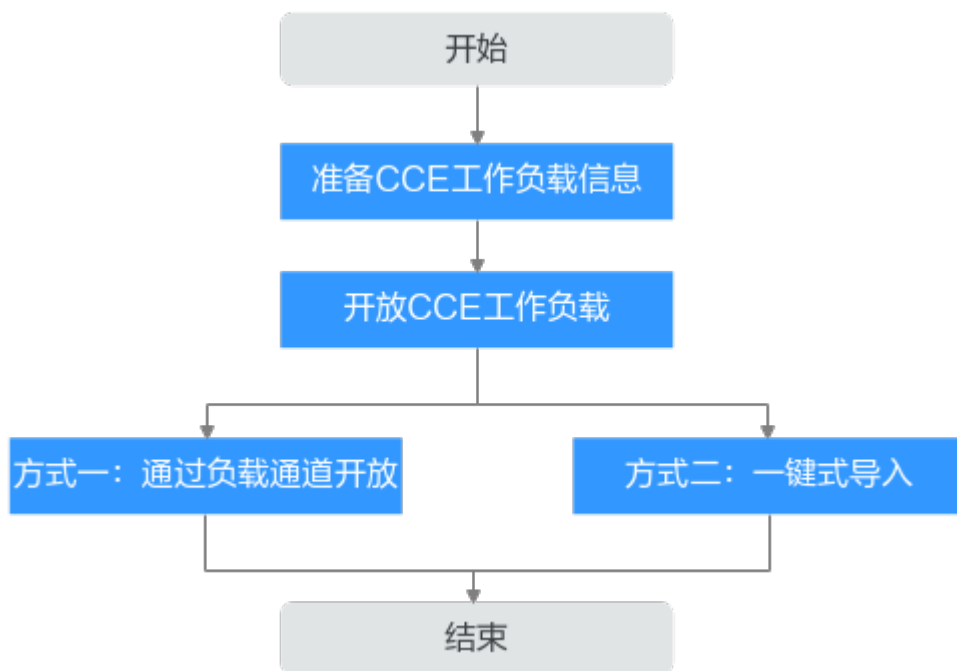 开始
准备CCE工作负载信息
开放CCE工作负载
方式一：通过负载通道开放
方式二：一键式导入
结束